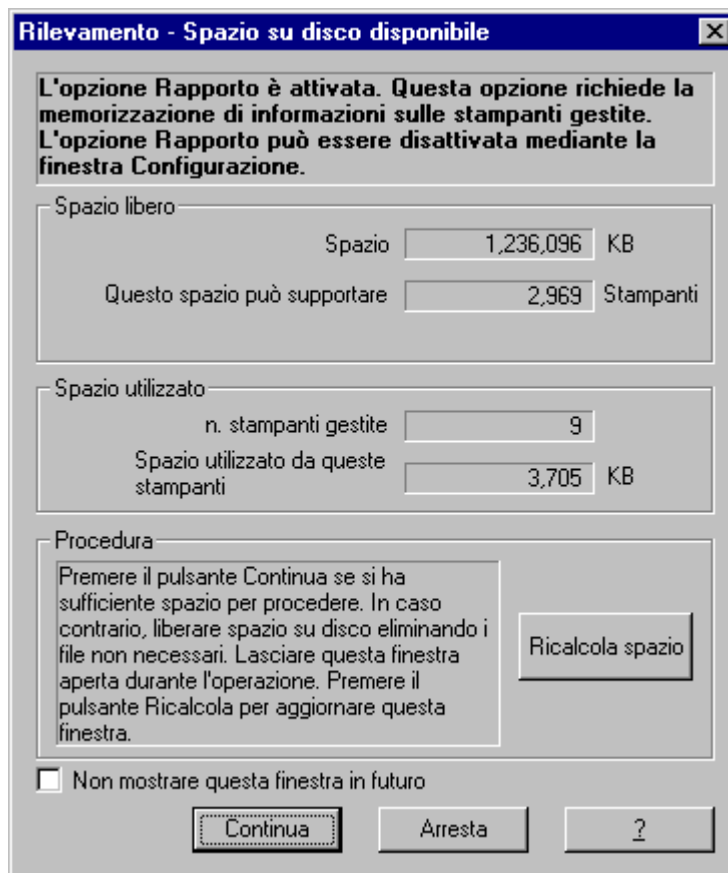 Rilevamento - Spazio su disco disponibile
L'opzione Rapporto è attivata. Questa opzione richiede la
memorizzazione di informazioni sulle stampanti gestite.
L'opzione Rapporto può essere disattivata mediante la
finestra Configurazione.
Spazio libero
Spazio 1,236,096 KB
Questo spazio può supportare 2,969 Stampanti
Spazio utilizzato
n. stampanti gestite 9
Spazio utilizzato da queste
stampanti 3,705 KB
Procedura
Premere il pulsante Continua se si ha
sufficiente spazio per procedere. In caso
contrario, liberare spazio su disco eliminando i
file non necessari. Lasciare questa finestra
aperta durante l'operazione. Premere il
pulsante Ricalcola per aggiornare questa
finestra.
Ricalcola spazio
Non mostrare questa finestra in futuro
Continua Arresta ?